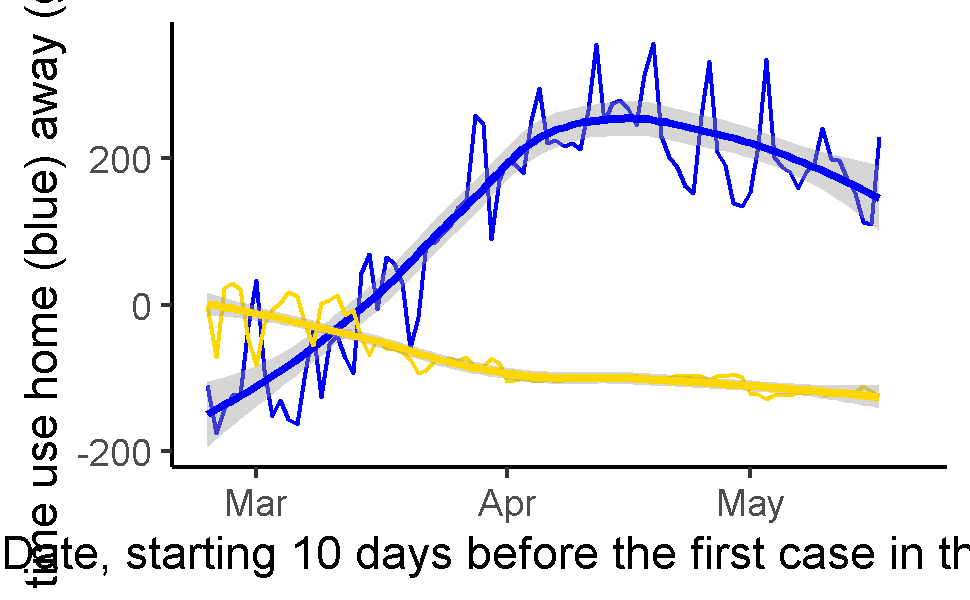 time use home (blue) away (
200
0
-200
Mar Apr May
Date, starting 10 days before the first case in th